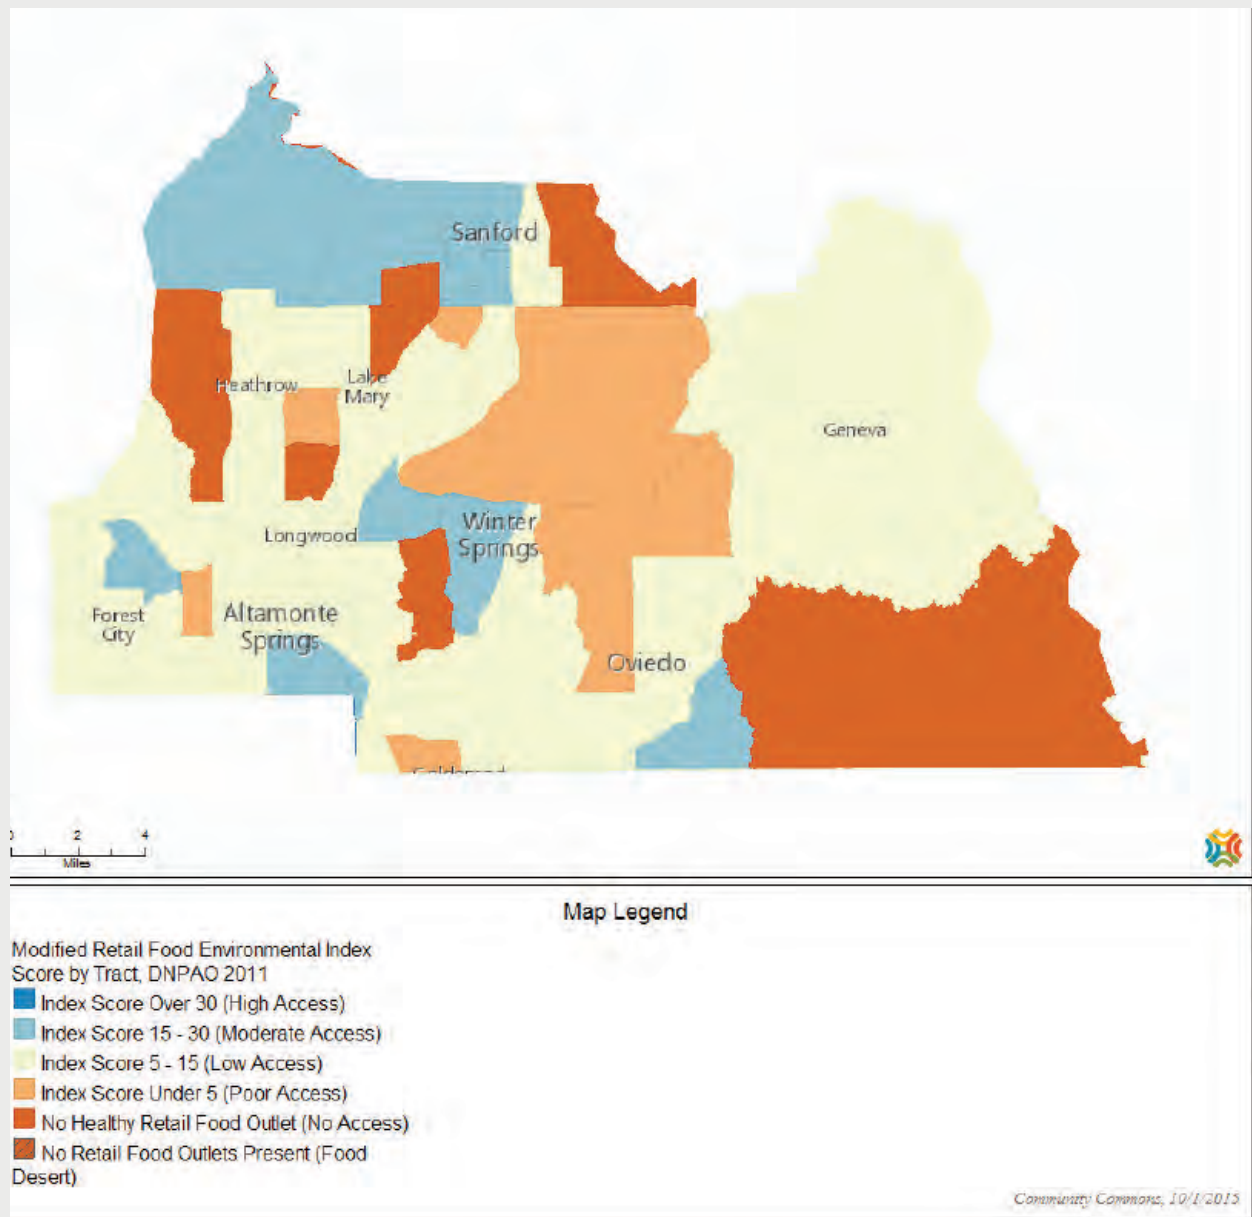 Sanford
Heathrow
Lake
Mary
Geneva
Longwood
Winter
Springs
Forest
City
Altamonte
Springs
Oviedo
2
4
Miles
Map Legend
Modified Retail Food Environmental Index
Score by Tract, DNPAO 2011
Index Score Over 30 (High Access)
Index Score 15 - 30 (Moderate Access)
Index Score 5 - 15 (Low Access)
Index Score Under 5 (Poor Access)
No Healthy Retail Food Outlet (No Access)
No Retail Food Outlets Present (Food
Desert)
Community Commons, 10/1/2015